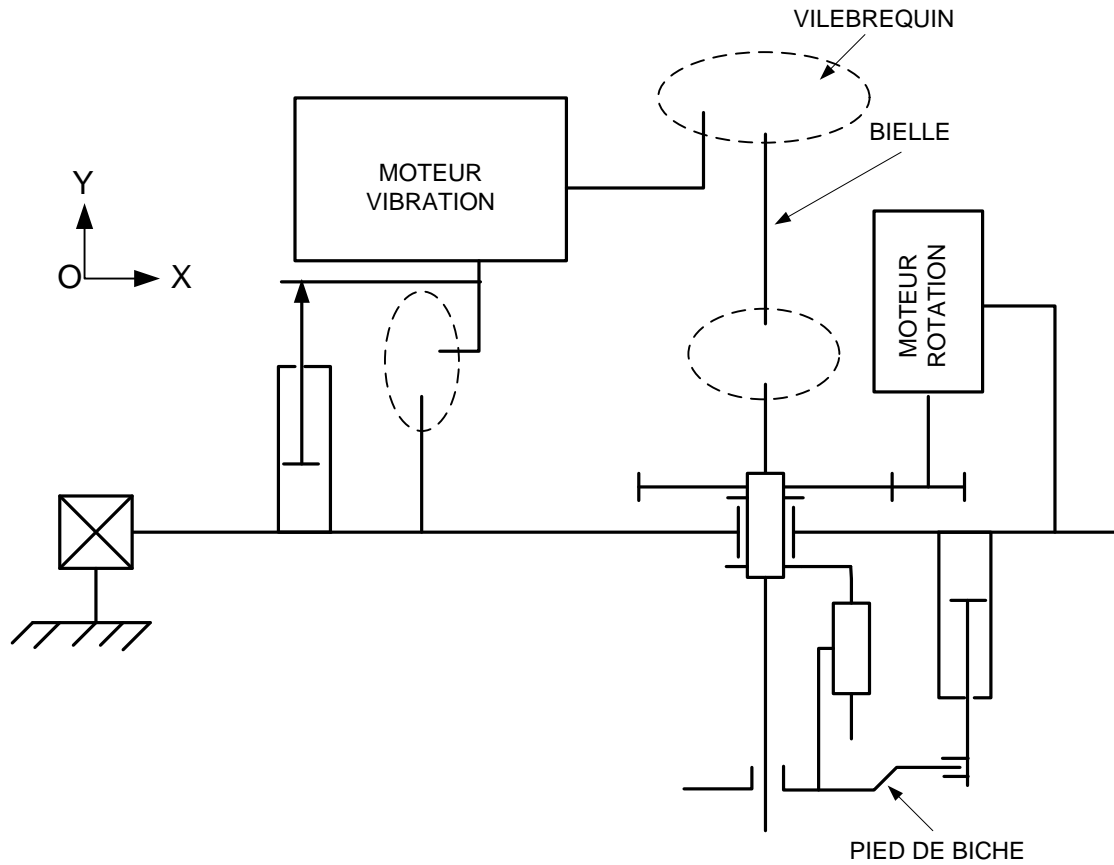 VILEBREQUIN
BIELLE
MOTEUR
VIBRATION
Y
O
X
MOTEUR
ROTATION
PIED DE BICHE